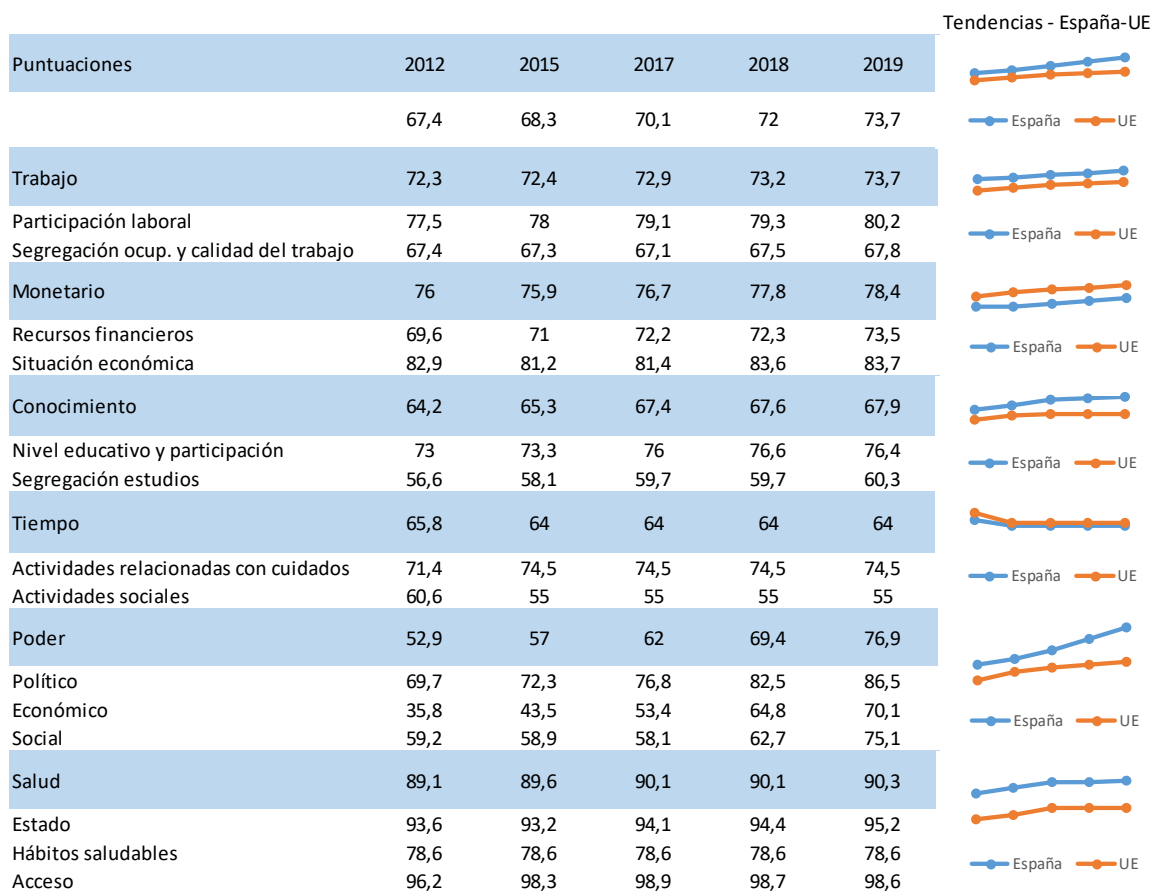 Tendencias - España-UE
Puntuaciones 2012 2015 2017 2018 2019
67,4 68,3 70,1 72 73,7
España UE
Trabajo 72,3 72,4 72,9 73,2 73,7
Participación laboral 77,5 78 79,1 79,3 80,2
España UE
Segregación ocup. y calidad del trabajo 67,4 67,3 67,1 67,5 67,8
Monetario 76 75,9 76,7 77,8 78,4
Recursos financieros 69,6 71 72,2 72,3 73,5
España UE
Situación económica 82,9 81,2 81,4 83,6 83,7
Conocimiento 64,2 65,3 67,4 67,6 67,9
Nivel educativo y participación 73 73,3 76 76,6 76,4
España UE
Segregación estudios 56,6 58,1 59,7 59,7 60,3
Tiempo 65,8 64 64 64 64
Actividades relacionadas con cuidados 71,4 74,5 74,5 74,5 74,5
España UE
Actividades sociales 60,6 55 55 55 55
Poder 52,9 57 62 69,4 76,9
Político 69,7 72,3 76,8 82,5 86,5
Económico 35,8 43,5 53,4 64,8 70,1
España UE
Social 59,2 58,9 58,1 62,7 75,1
Salud 89,1 89,6 90,1 90,1 90,3
Estado 93,6 93,2 94,1 94,4 95,2
Hábitos saludables 78,6 78,6 78,6 78,6 78,6
España UE
Acceso 96,2 98,3 98,9 98,7 98,6